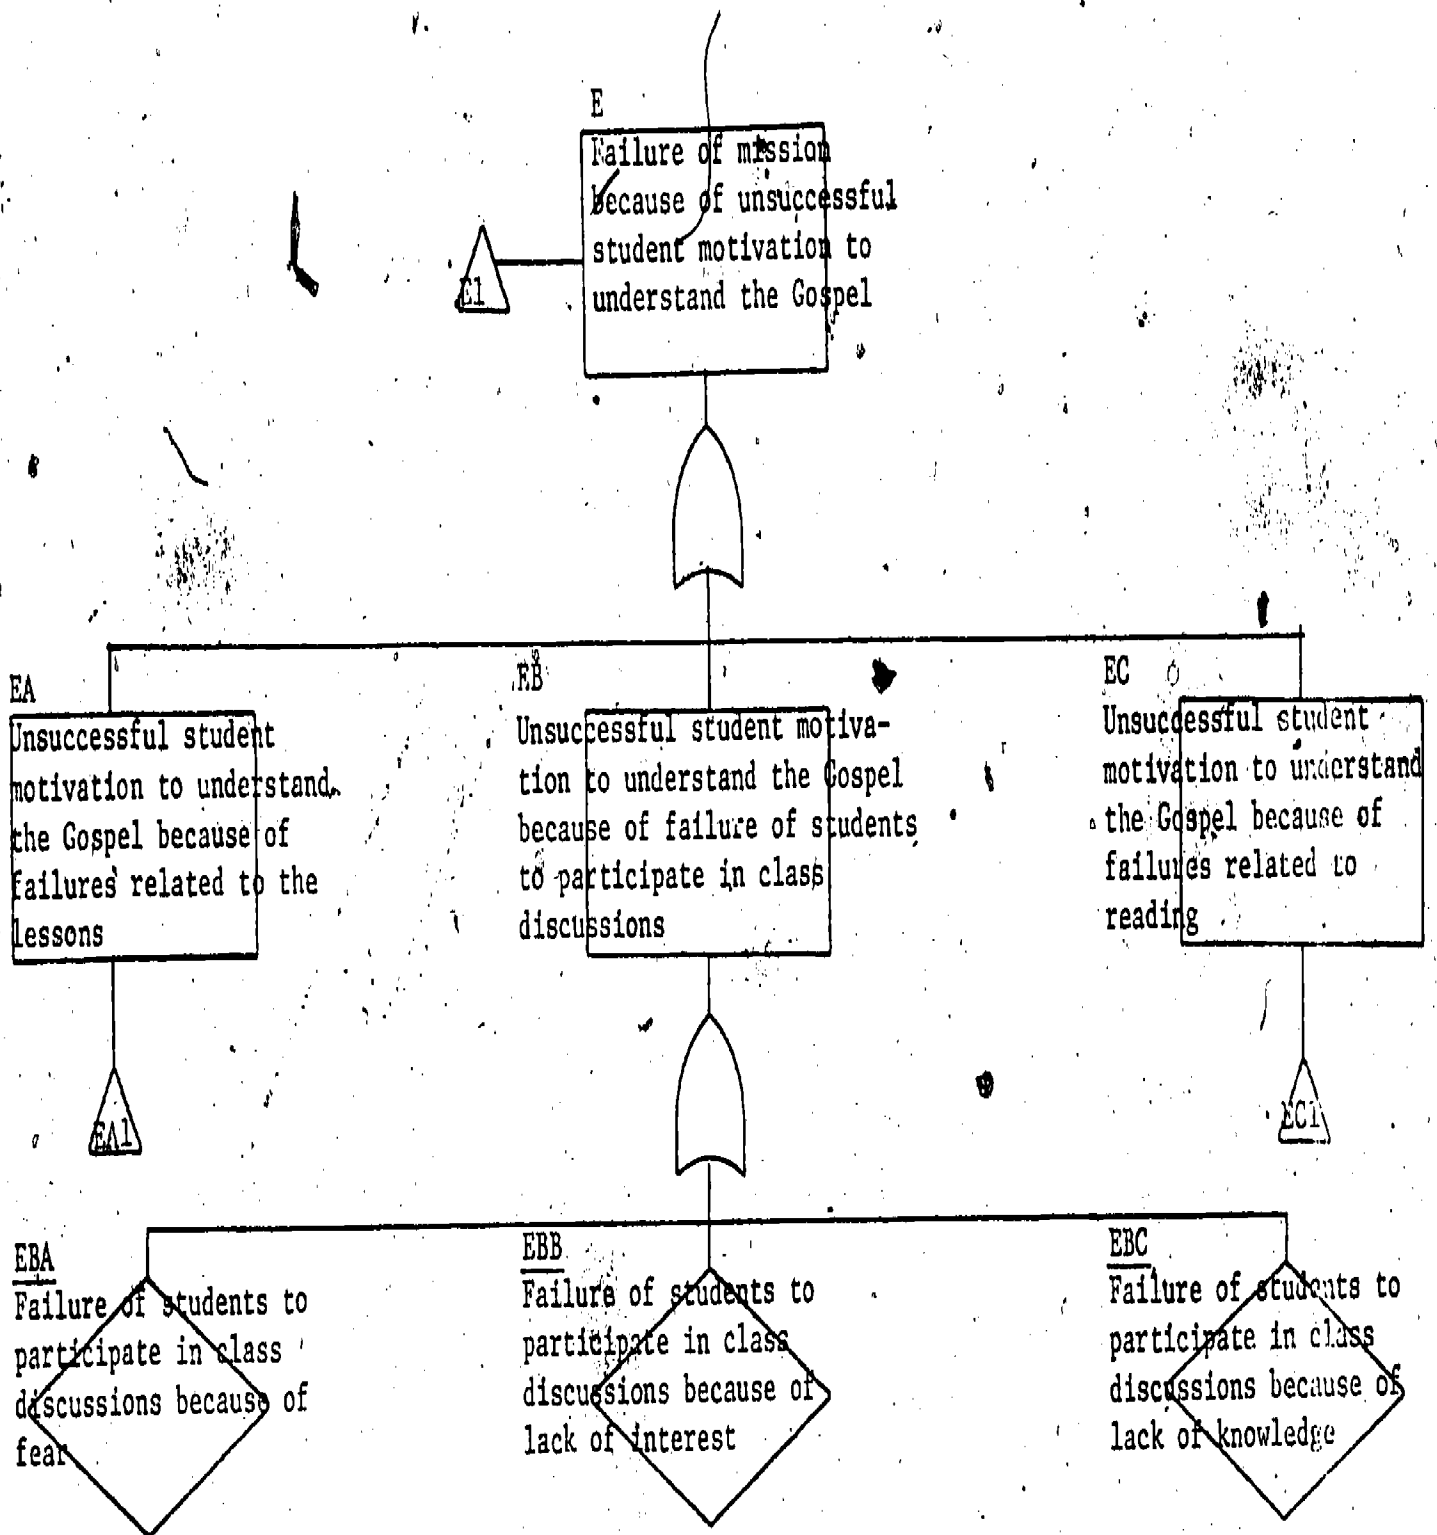 E
Failure of mission
because of unsuccessful
student motivation to
understand the Gospel
E1
EA
Unsuccessful student
motivation to understand
the Gospel because of
failures related to the
lessons
EB
Unsuccessful student motiva-
tion to understand the Gospel
because of failure of students
to participate in class
discussions
EC
Unsuccessful student
motivation to understand
the Gospel because of
failures related to
reading
EA1
EC1
EBA
Failure of students to
participate in class
discussions because of
fear
EBB
Failure of students to
participate in class
discussions because of
lack of interest
EBC
Failure of students to
participate in class
discussions because of
lack of knowledge